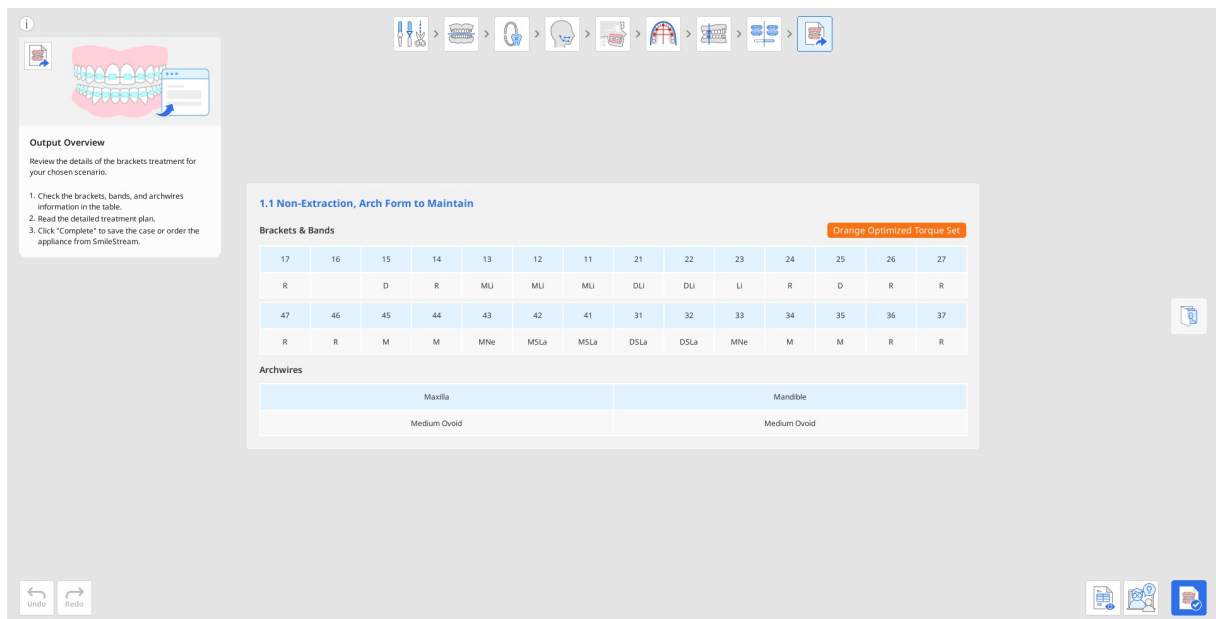 i
Output Overview
Review the details of the brackets treatment for
your chosen scenario.
1. Check the brackets, bands, and archwires
information in the table.
2. Read the detailed treatment plan.
3. Click "Complete" to save the case or order the
appliance from SmileStream.
1.1 Non-Extraction, Arch Form to Maintain
Brackets & Bands Orange Optimized Torque Set
17 16 15 14 13 12 11 21 22 23 24 25 26 27
R D R MLi MLi MLi DLi DLi Li R D R R
47 46 45 44 43 42 41 31 32 33 34 35 36 37
R R M M MNe MSLa MSLa DSLa DSLa MNe M M R R
Archwires
Maxilla Mandible
Medium Ovoid Medium Ovoid
Undo Redo